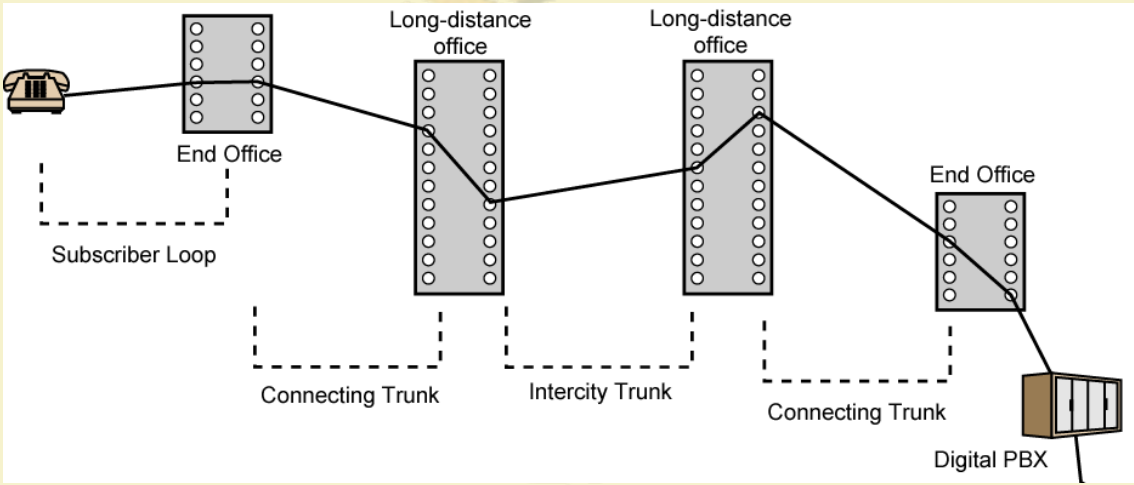 Long-distance
office
Long-distance
office
End Office
End Office
Subscriber Loop
Connecting Trunk
Intercity Trunk
Connecting Trunk
Digital PBX